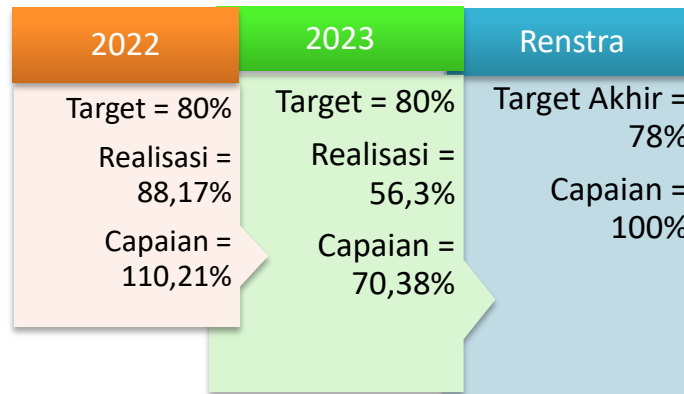 2022
Target = 80%
Realisasi =
88,17%
Capaian =
110,21%
2023
Target = 80%
Realisasi =
56,3%
Capaian =
70,38%
Renstra
Target Akhir =
78%
Capaian =
100%